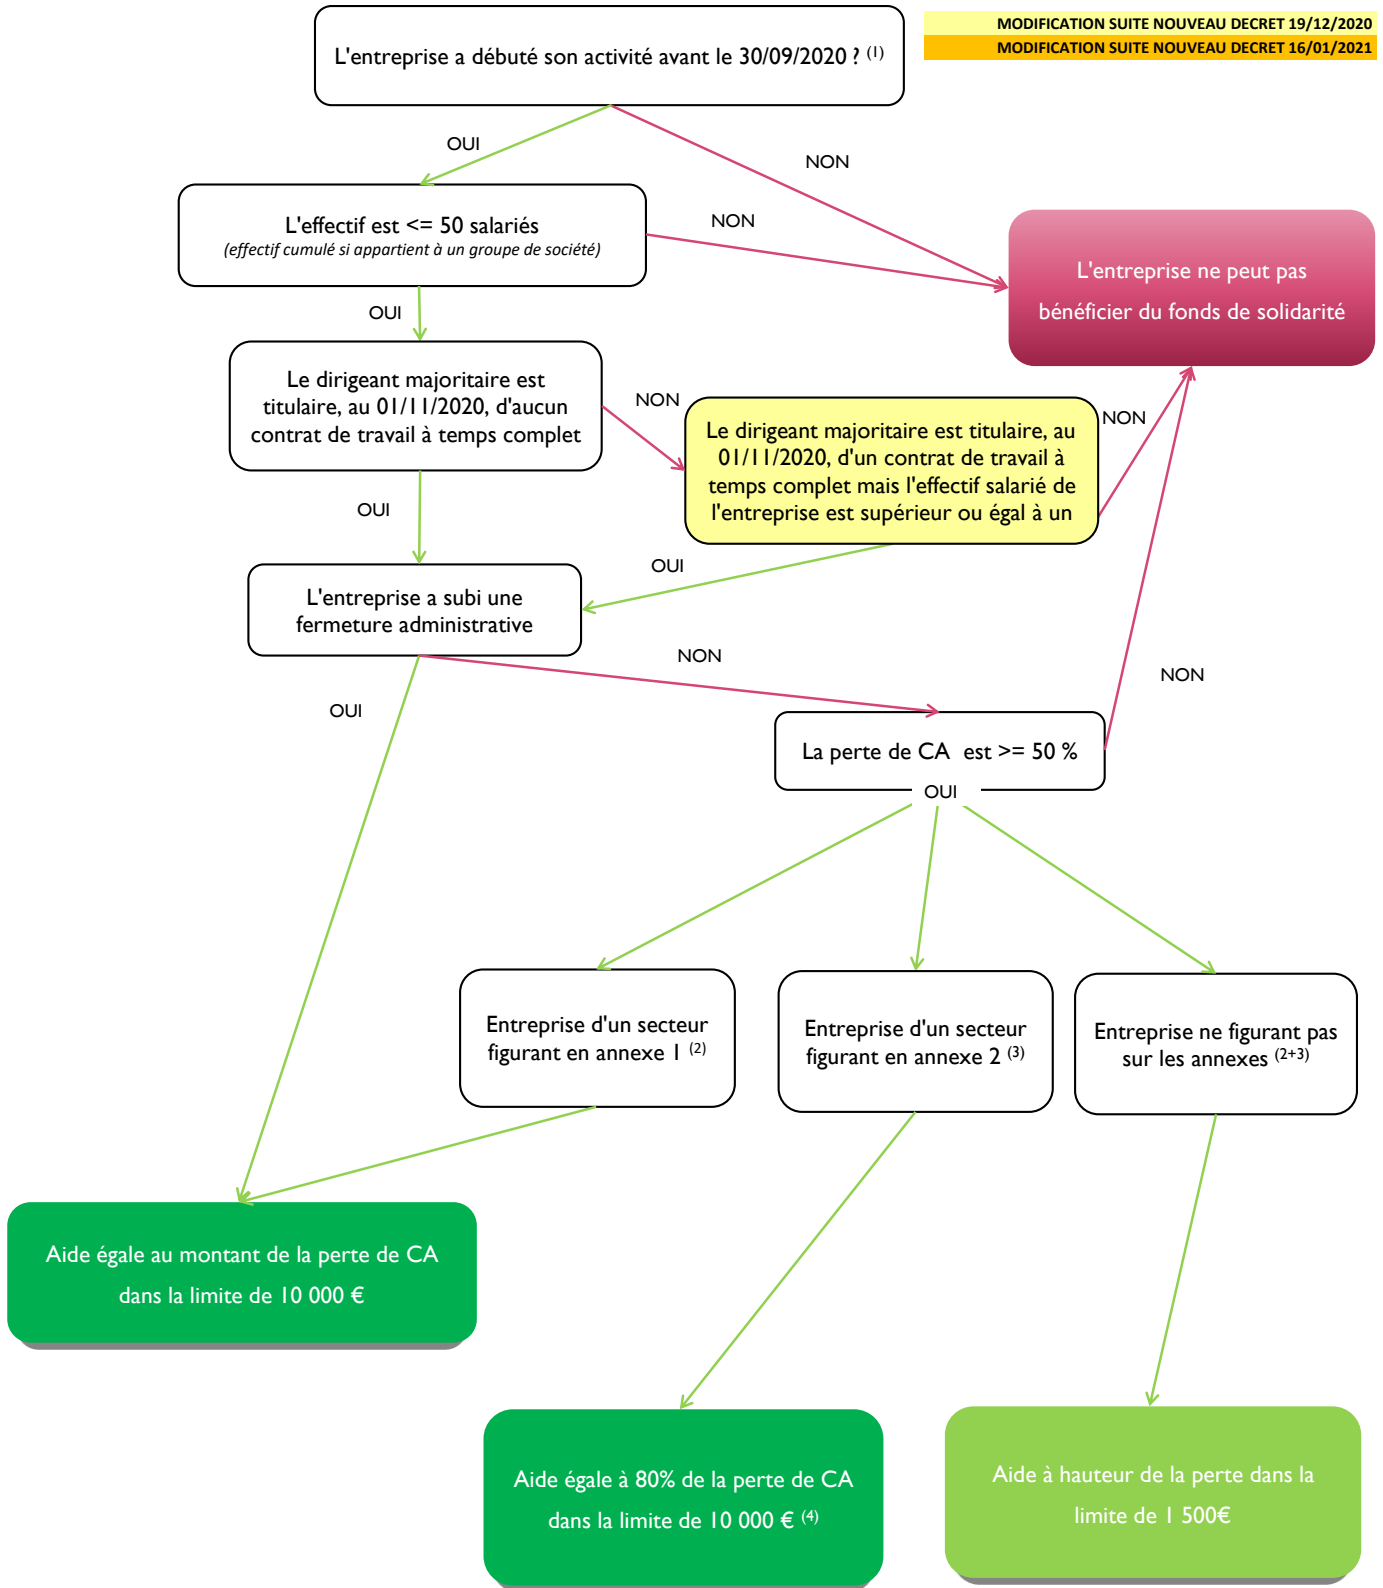 MODIFICATION SUITE NOUVEAU DECRET 19/12/2020
MODIFICATION SUITE NOUVEAU DECRET 16/01/2021
L'entreprise a débuté son activité avant le 30/09/2020 ? (1)
OUI
NON
L'effectif est <= 50 salariés
(effectif cumulé si appartient à un groupe de société)
NON
L'entreprise ne peut pas
bénéficier du fonds de solidarité
OUI
Le dirigeant majoritaire est
titulaire, au 01/11/2020, d'aucun
contrat de travail à temps complet
NON
Le dirigeant majoritaire est titulaire, au
01/11/2020, d'un contrat de travail à
temps complet mais l'effectif salarié de
l'entreprise est supérieur ou égal à un
NON
OUI
OUI
L'entreprise a subi une
fermeture administrative
NON
NON
OUI
La perte de CA  est >= 50 %
OUI
Entreprise d'un secteur
figurant en annexe 1 (2)
Entreprise d'un secteur
figurant en annexe 2 (3)
Entreprise ne figurant pas
sur les annexes (2+3)
Aide égale au montant de la perte de CA
dans la limite de 10 000 €
Aide égale à 80% de la perte de CA
dans la limite de 10 000 € (4)
Aide à hauteur de la perte dans la
limite de 1 500€